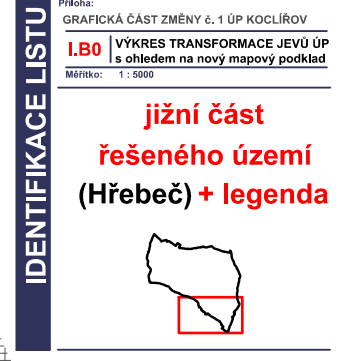 Příloha:
GRAFICKÁ ČÁST ZMĚNY č. 1 ÚP KOCLÍŘOV
I.B0
VÝKRES TRANSFORMACE JEVŮ ÚP
s ohledem na nový mapový podklad
Měřítko: 1 : 5000
jižní část
řešeného území
(Hřebeč) + legenda
IDENTIFIKACE LISTU